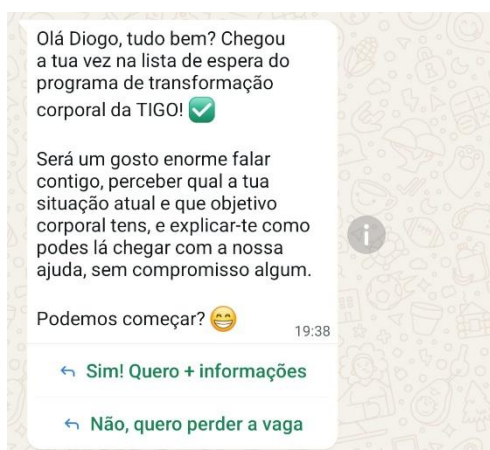 Olá Diogo, tudo bem? Chegou
a tua vez na lista de espera do
programa de transformação
corporal da TIGO! ✅
Será um gosto enorme falar
contigo, perceber qual a tua
situação atual e que objetivo
corporal tens, e explicar-te como
podes lá chegar com a nossa
ajuda, sem compromisso algum.
Podemos começar? 😁
19:38
Sim! Quero + informações
Não, quero perder a vaga